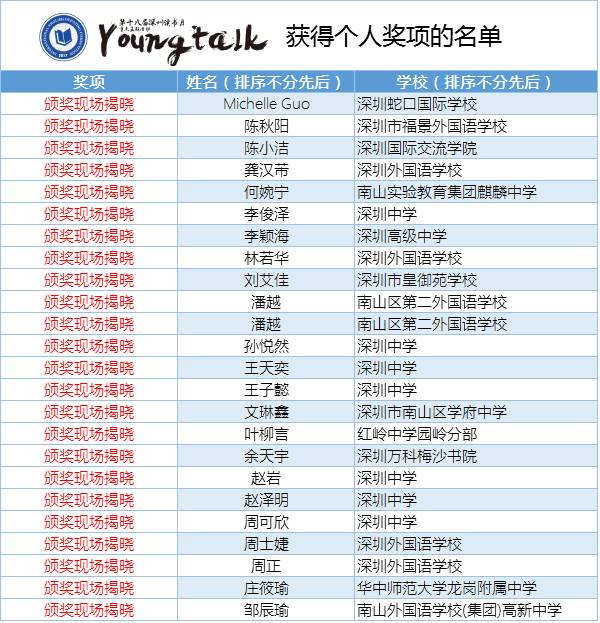 第十八届深圳读书月
Youngtalk 获得个人奖项的名单
奖项 姓名（排序不分先后） 学校（排序不分先后）
颁奖现场揭晓 Michelle Guo 深圳蛇口国际学校
颁奖现场揭晓 陈秋阳 深圳市福景外国语学校
颁奖现场揭晓 陈小洁 深圳国际交流学院
颁奖现场揭晓 龚汉芾 深圳外国语学校
颁奖现场揭晓 何婉宁 南山实验教育集团麒麟中学
颁奖现场揭晓 李俊泽 深圳中学
颁奖现场揭晓 李颖海 深圳高级中学
颁奖现场揭晓 林若华 深圳外国语学校
颁奖现场揭晓 刘艾佳 深圳市皇御苑学校
颁奖现场揭晓 潘越 南山区第二外国语学校
颁奖现场揭晓 潘越 南山区第二外国语学校
颁奖现场揭晓 孙悦然 深圳中学
颁奖现场揭晓 王天奕 深圳中学
颁奖现场揭晓 王子懿 深圳中学
颁奖现场揭晓 文琳鑫 深圳市南山区学府中学
颁奖现场揭晓 叶柳言 红岭中学园岭分部
颁奖现场揭晓 余天宇 深圳万科梅沙书院
颁奖现场揭晓 赵岩 深圳中学
颁奖现场揭晓 赵泽明 深圳中学
颁奖现场揭晓 周可欣 深圳中学
颁奖现场揭晓 周士婕 深圳外国语学校
颁奖现场揭晓 周正 深圳外国语学校
颁奖现场揭晓 庄筱瑜 华中师范大学龙岗附属中学
颁奖现场揭晓 邹辰瑜 南山外国语学校(集团)高新中学